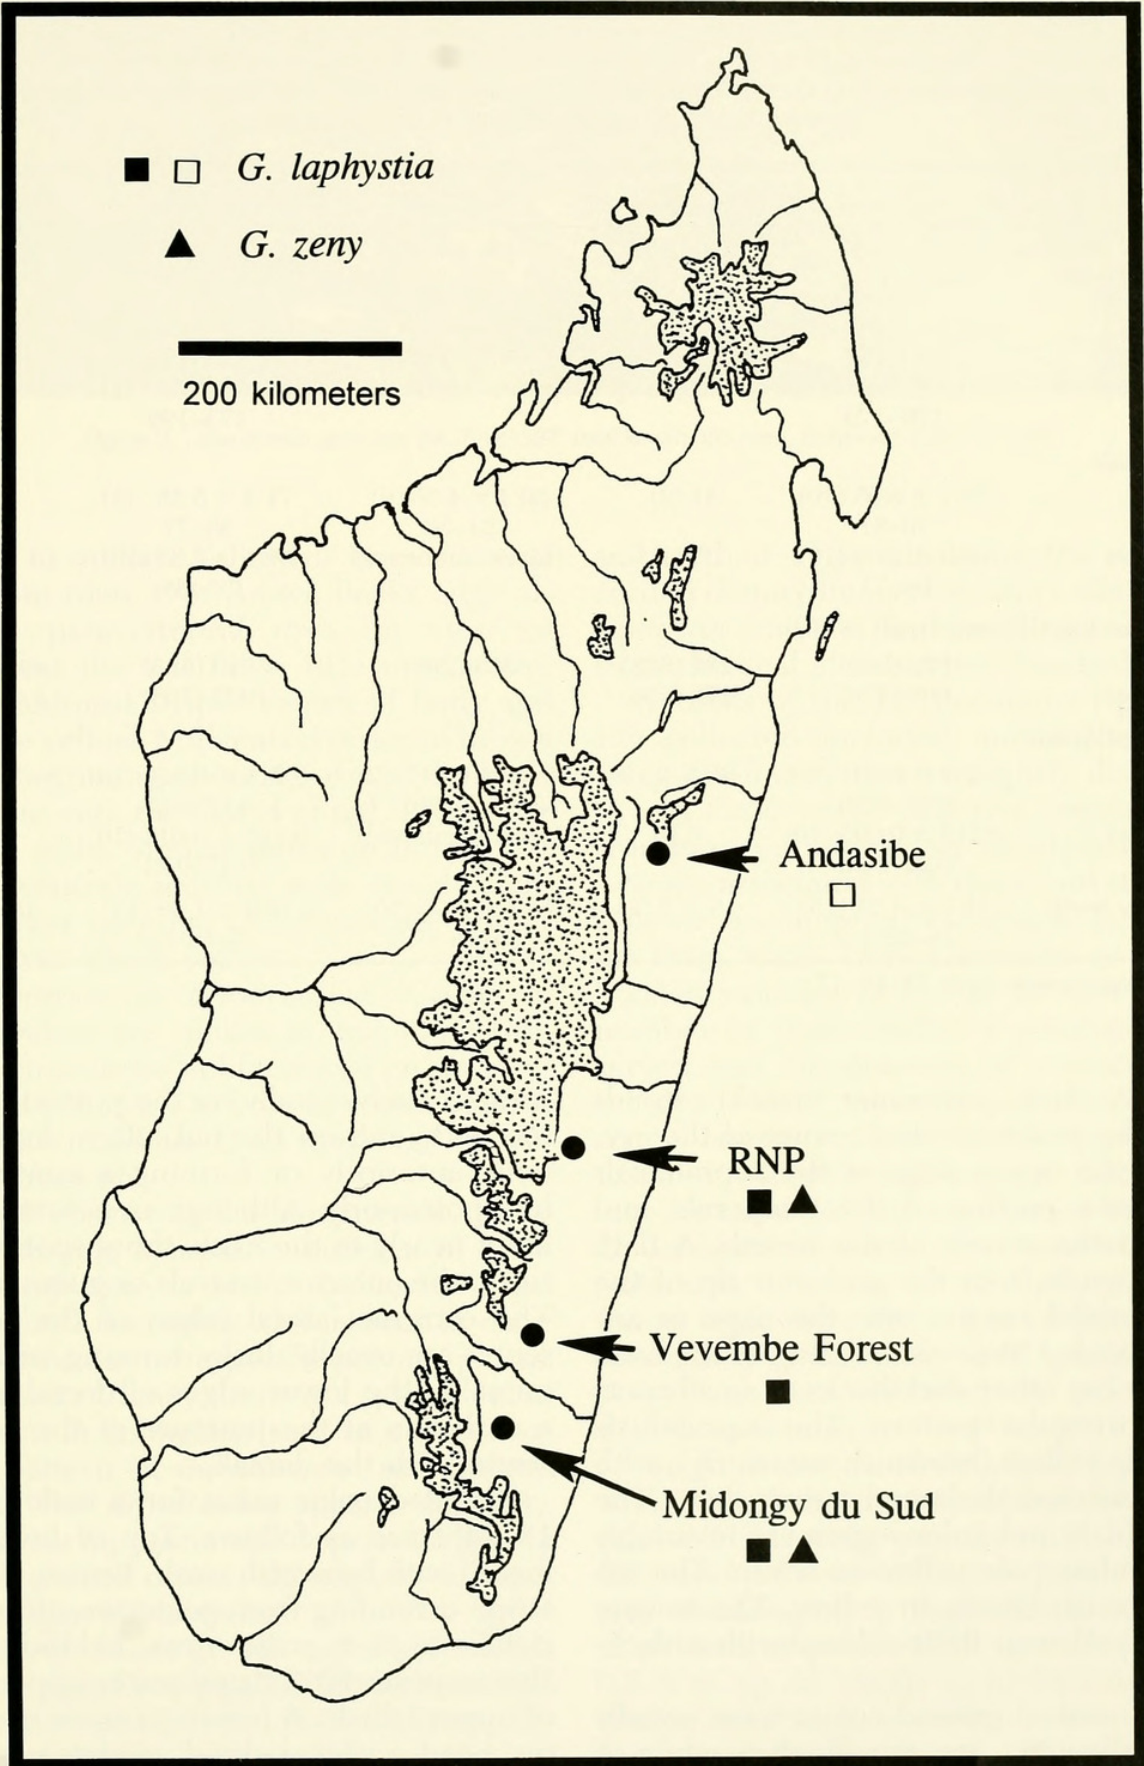 G. laphystia
G. zeny
200 kilometers
Andasibe
RNP
Vevembe Forest
Midongy du Sud